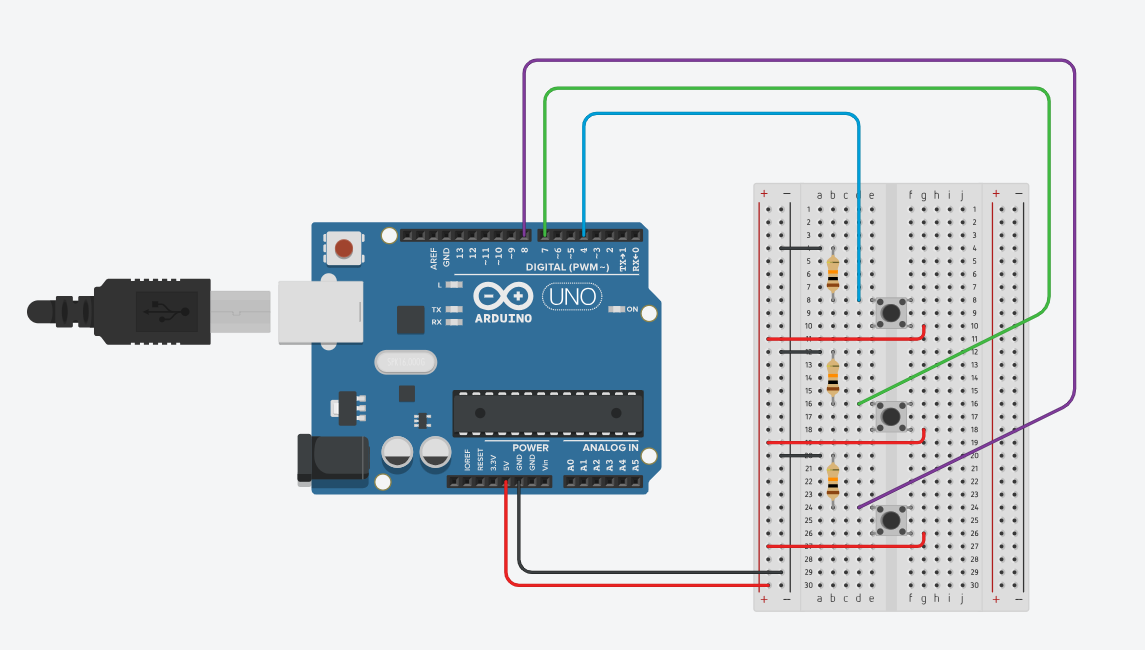 AREF
GND
13
12
~11
~10
~9
8
7
~6
~5
~4
~3
2
TX→1
RX←0
DIGITAL (PWM~)
L
TX
RX
ARDUINO
UNO
ON
POWER
ANALOG IN
IOREF
RESET
3.3V
5V
GND
GND
Vin
A0
A1
A2
A3
A4
A5
+ − a b c d e f g h i j + −
1 1
2 2
3 3
4 4
5 5
6 6
7 7
8 8
9 9
10 10
11 11
12 12
13 13
14 14
15 15
16 16
17 17
18 18
19 19
20 20
21 21
22 22
23 23
24 24
25 25
26 26
27 27
28 28
29 29
30 30
+ − a b c d e f g h i j + −